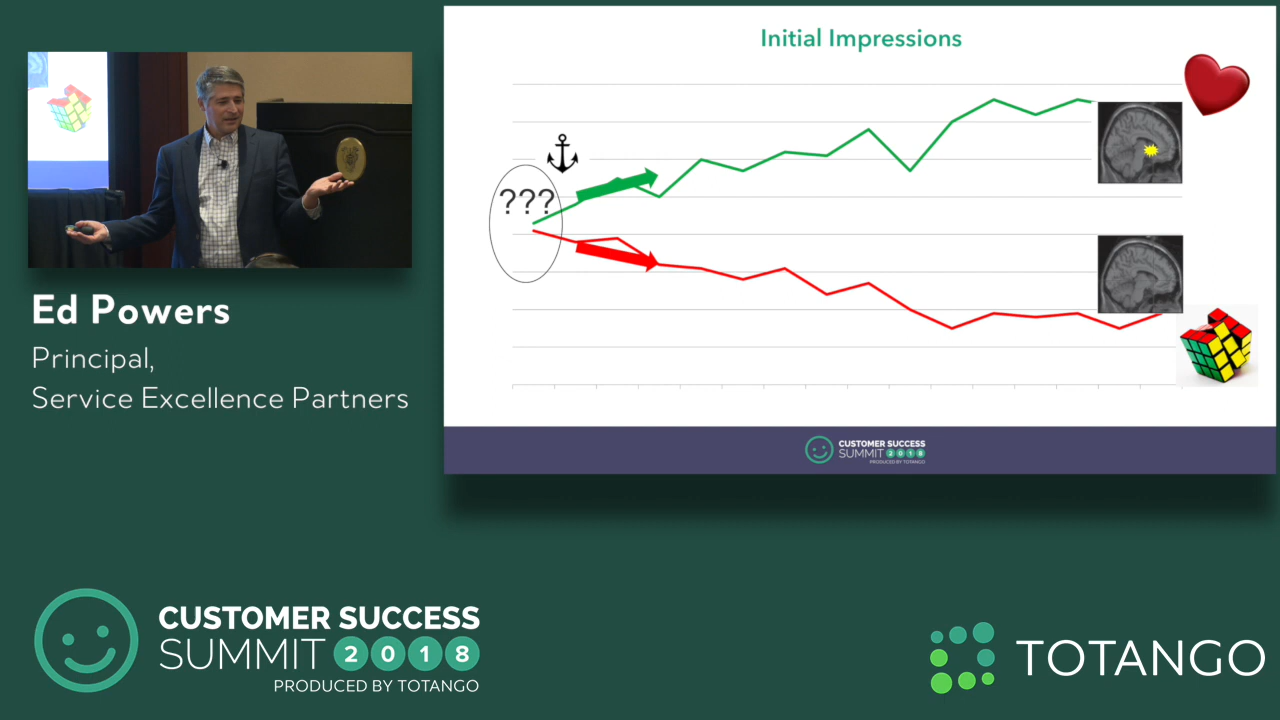 Initial Impressions
???
CUSTOMER SUCCESS
SUMMIT 2018
PRODUCED BY TOTANGO
Ed Powers
Principal,
Service Excellence Partners
CUSTOMER SUCCESS
SUMMIT 2018
PRODUCED BY TOTANGO
TOTANGO